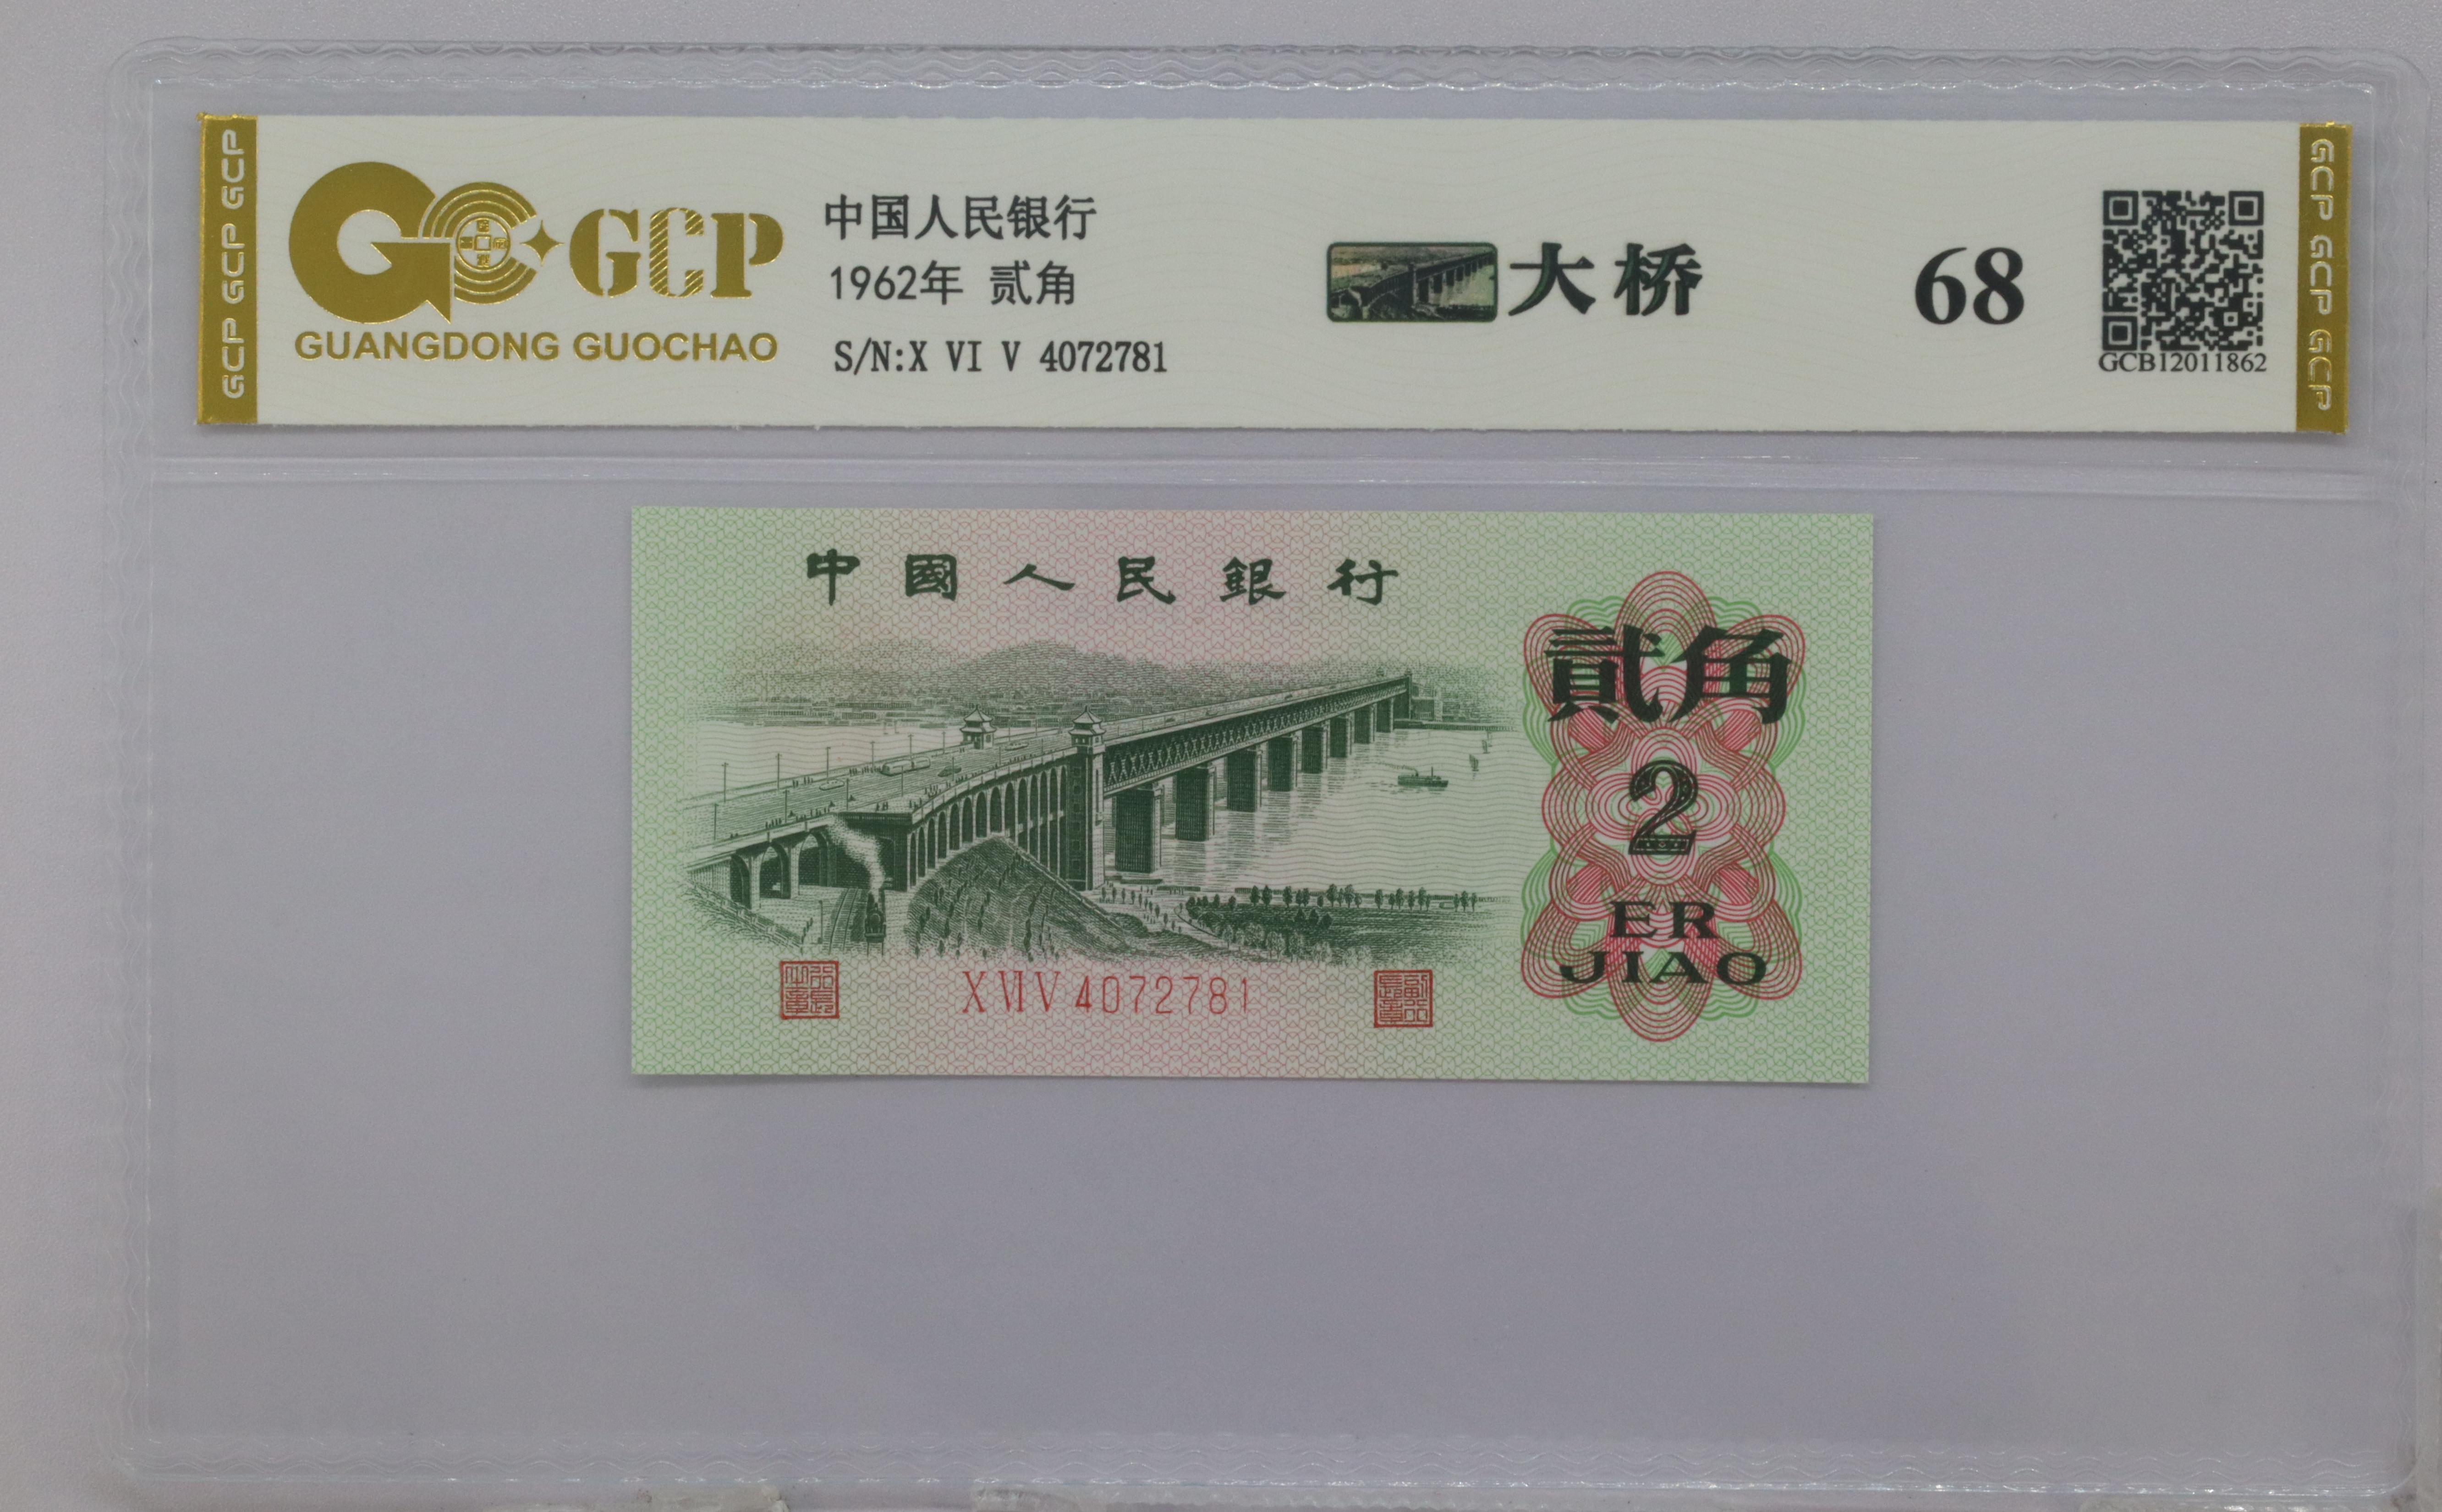 GCP GCP GCP
GCP
GUANGDONG GUOCHAO
中国人民银行
1962年 贰角
S/N:X VI V 4072781
大桥
68
GCB12011862
GCP GCP GCP
中國人民銀行
貳角
2
ER
JIAO
X VI V 4072781